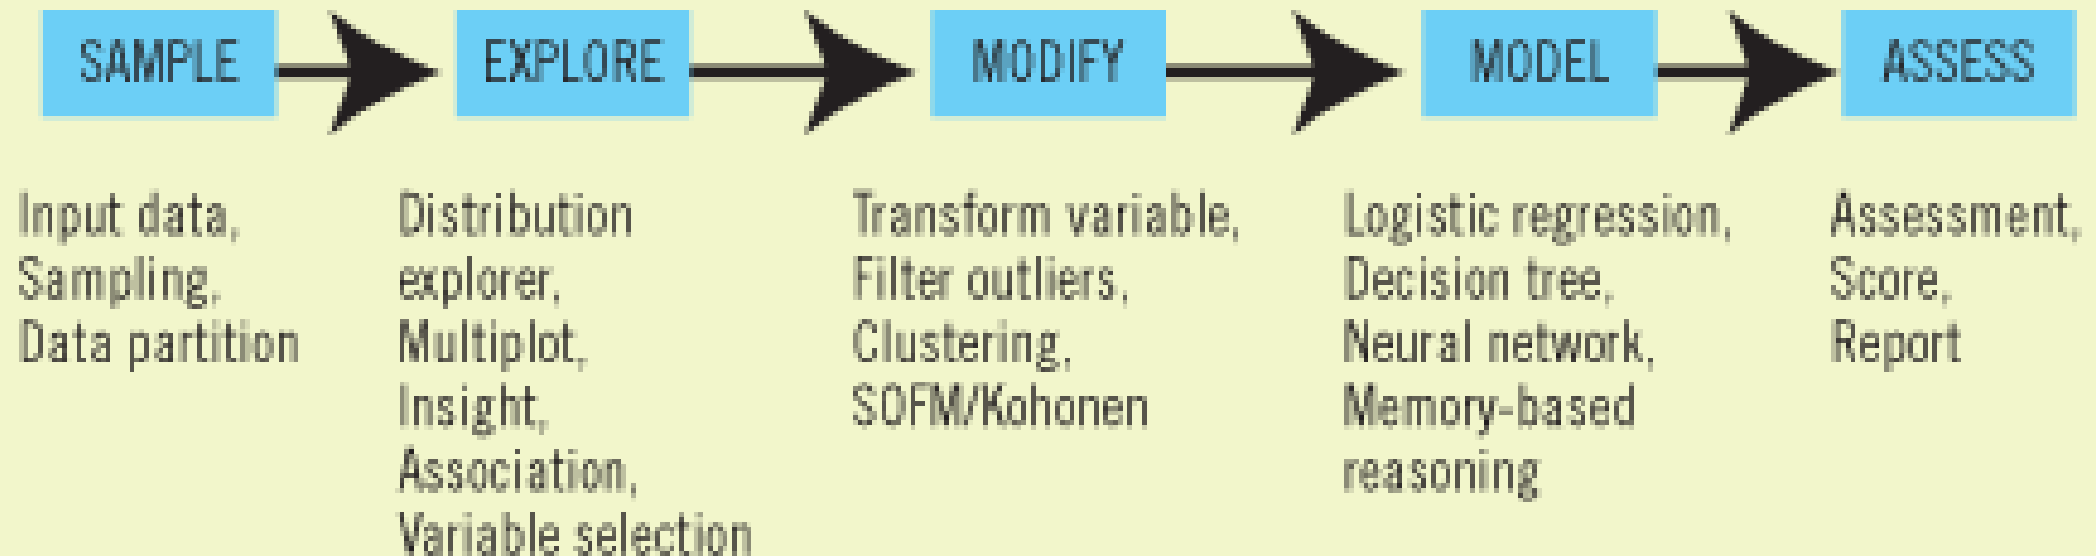 SAMPLE
EXPLORE
MODIFY
MODEL
ASSESS
Input data,
Sampling,
Data partition
Distribution
explorer,
Multiplot,
Insight,
Association,
Variable selection
Transform variable,
Filter outliers,
Clustering,
SOFM/Kohonen
Logistic regression,
Decision tree,
Neural network,
Memory-based
reasoning
Assessment,
Score,
Report